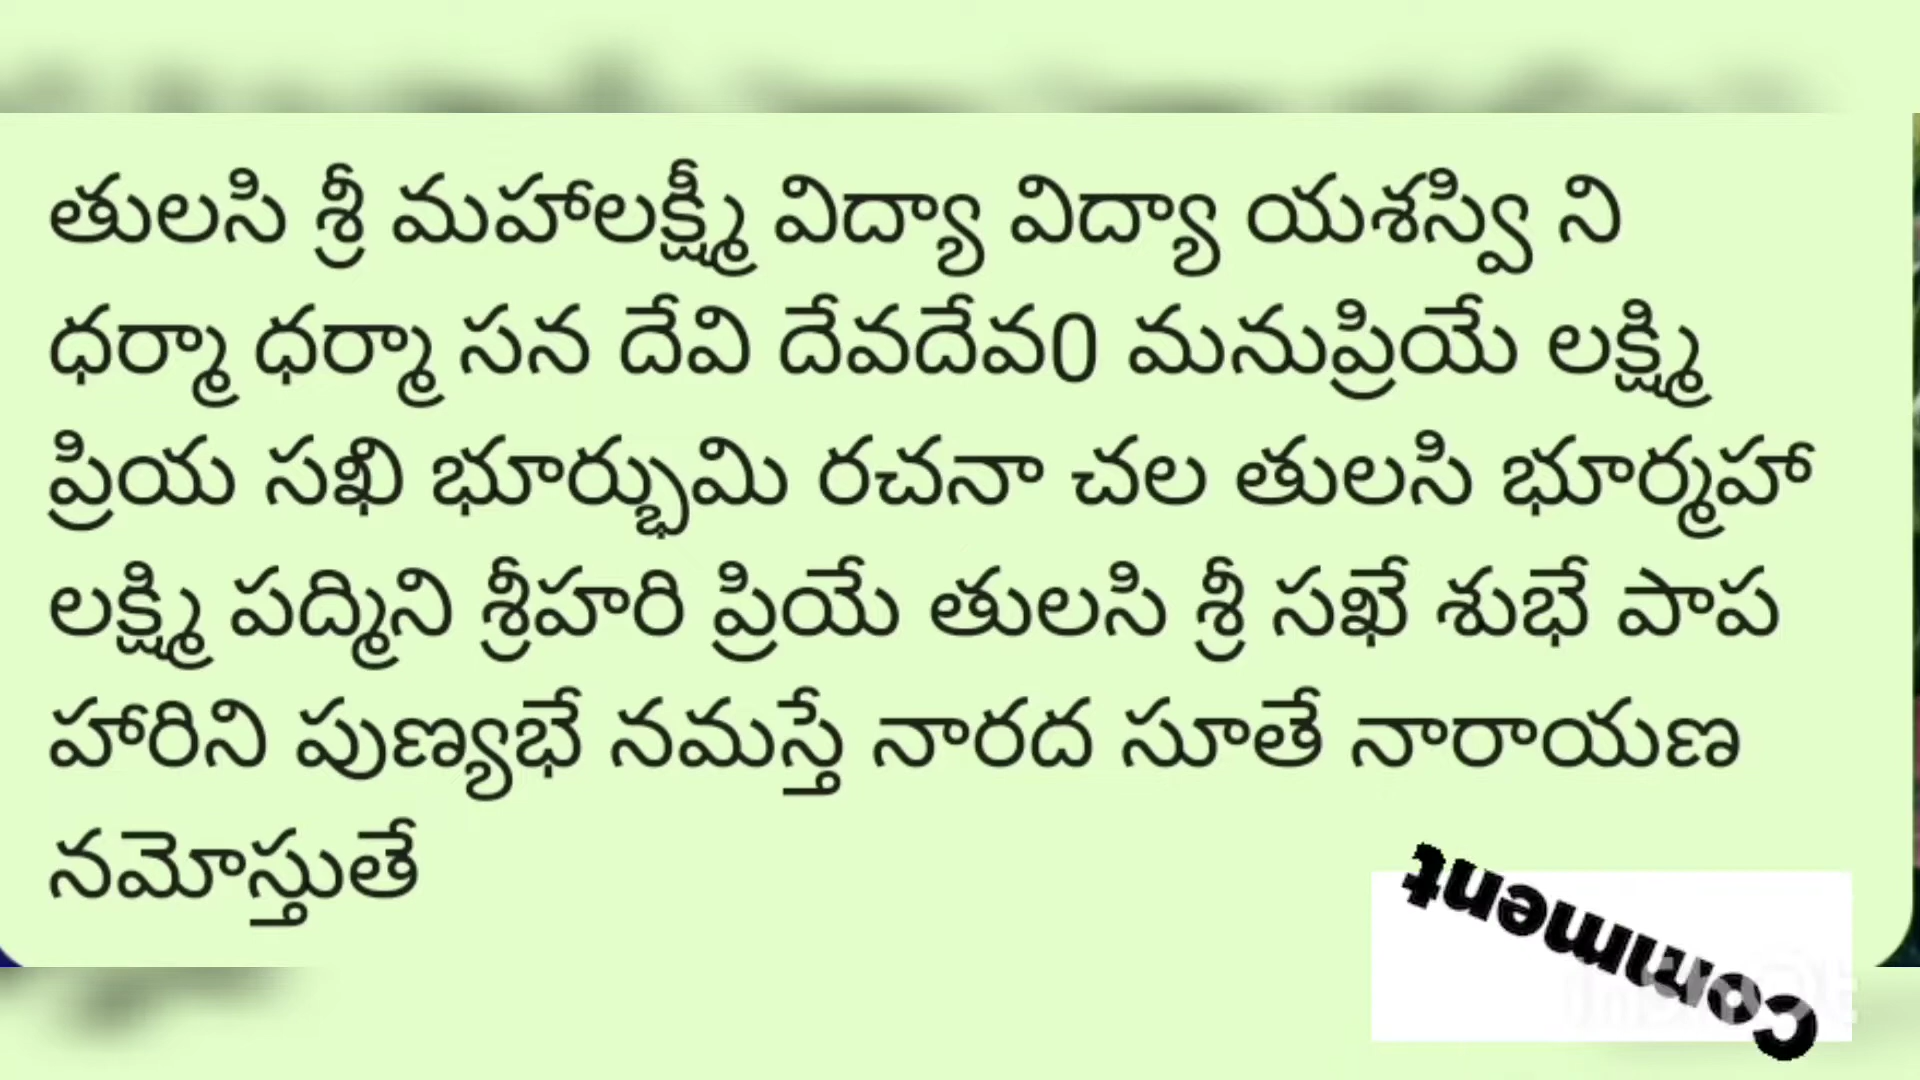 తులసి శ్రీ మహాలక్ష్మీ విద్యా విద్యా యశస్వి ని
ధర్మా ధర్మా సన దేవి దేవదేవ0 మనుప్రియే లక్ష్మి
ప్రియ సఖి భూర్భుమి రచనా చల తులసి భూర్మహా
లక్ష్మి పద్మిని శ్రీహరి ప్రియే తులసి శ్రీ సఖే శుభే పాప
హారిని పుణ్యభే నమస్తే నారద సూతే నారాయణ
నమోస్తుతే
Comment